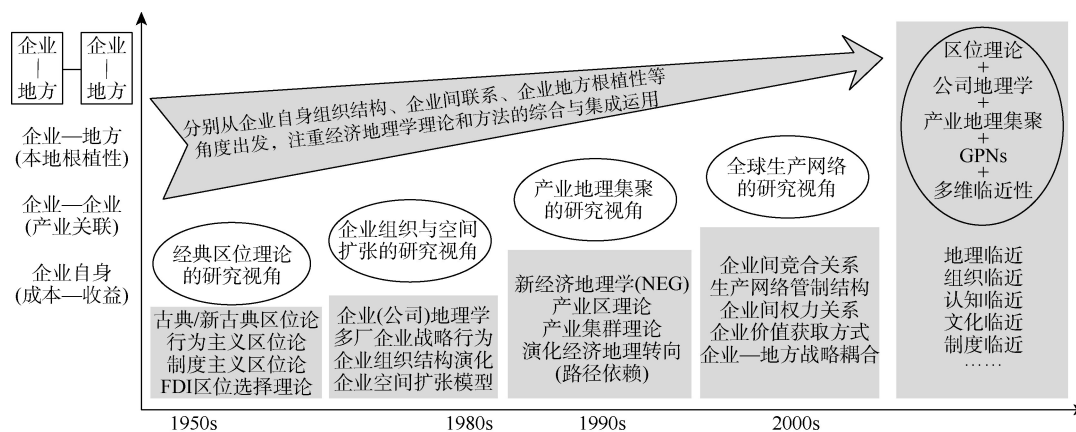 企业
地方
企业
地方
企业—地方
(本地根植性)
企业—企业
(产业关联)
企业自身
(成本—收益)
分别从企业自身组织结构、企业间联系、企业地方根植性等
角度出发，注重经济地理学理论和方法的综合与集成运用
经典区位理论
的研究视角
古典/新古典区位论
行为主义区位论
制度主义区位论
FDI区位选择理论
企业组织与空间
扩张的研究视角
企业(公司)地理学
多厂企业战略行为
企业组织结构演化
企业空间扩张模型
产业地理集聚
的研究视角
新经济地理学(NEG)
产业区理论
产业集群理论
演化经济地理转向
(路径依赖)
全球生产网络
的研究视角
企业间竞合关系
生产网络管制结构
企业间权力关系
企业价值获取方式
企业—地方战略耦合
区位理论
+
公司地理学
+
产业地理集聚
+
GPNs
+
多维临近性
地理临近
组织临近
认知临近
文化临近
制度临近
……
1950s
1980s
1990s
2000s